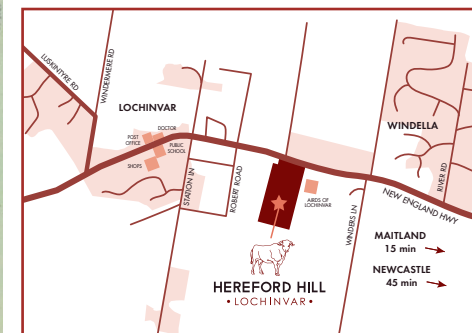 LUSKINTYRE RD
WINDERMERE RD
LOCHINVAR
DOCTOR
POST
OFFICE
PUBLIC
SCHOOL
SHOPS
STATION LN
ROBERT ROAD
AIRDS OF
LOCHINVAR
WINDERS LN
WINDELLA
RIVER RD
NEW ENGLAND HWY
MAITLAND
15 min
NEWCASTLE
45 min
HEREFORD HILL
• LOCHINVAR •